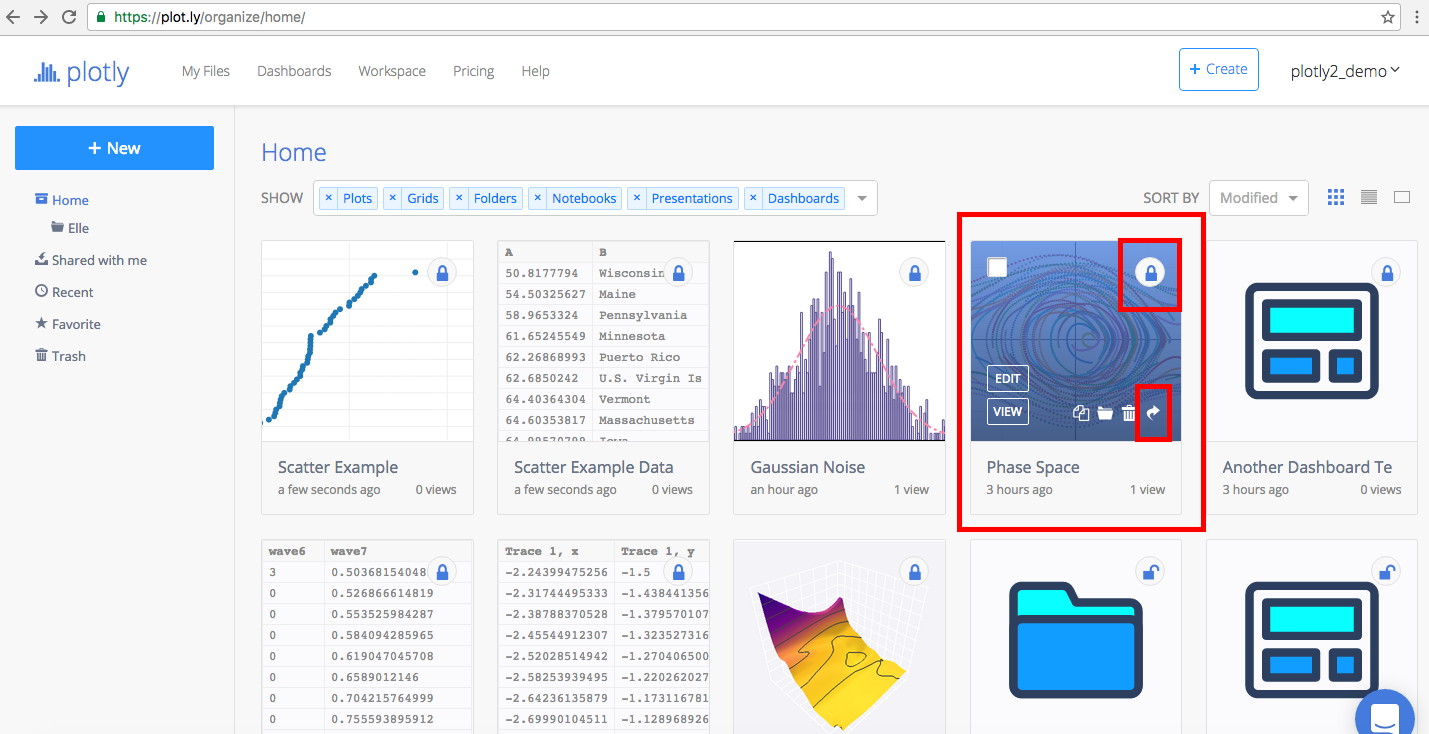 https://plot.ly/organize/home/
plotly My Files Dashboards Workspace Pricing Help + Create plotly2_demo
+ New
Home
Elle
Shared with me
Recent
Favorite
Trash
Home
SHOW × Plots × Grids × Folders × Notebooks × Presentations × Dashboards SORT BY Modified
A B
50.8177794 Wisconsin
54.50325627 Maine
58.9653324 Pennsylvania
61.65245549 Minnesota
62.26868993 Puerto Rico
62.6850242 U.S. Virgin Is
64.40364304 Vermont
64.60353817 Massachusetts
64.99570799 Iowa
EDIT
VIEW
Scatter Example
a few seconds ago 0 views
Scatter Example Data
a few seconds ago 0 views
Gaussian Noise
an hour ago 1 view
Phase Space
3 hours ago 1 view
Another Dashboard Te
3 hours ago 0 views
wave6 wave7
3 0.50368154048
0 0.526866614819
0 0.553525984287
0 0.584094285965
0 0.619047045708
0 0.6589012146
0 0.704215764999
0 0.755593895912
Trace 1, x Trace 1, y
-2.24399475256 -1.5
-2.31744495333 -1.438441356
-2.38788370528 -1.379570107
-2.45544912307 -1.323527316
-2.52028514942 -1.270406500
-2.58253939495 -1.220262027
-2.64236135879 -1.173116781
-2.69990104511 -1.128968926